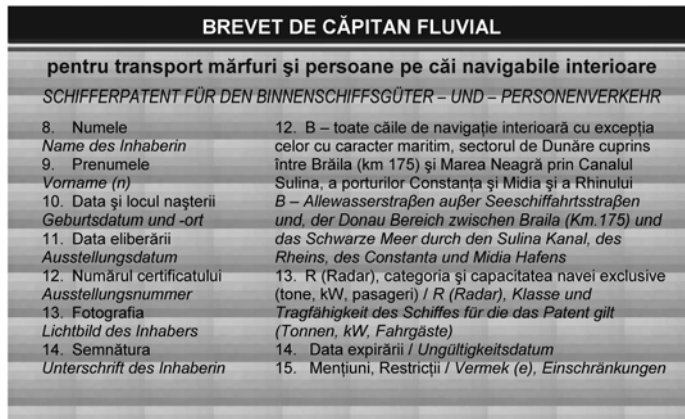 BREVET DE CĂPITAN FLUVIAL
pentru transport mărfuri şi persoane pe căi navigabile interioare
SCHIFFERPATENT FÜR DEN BINNENSCHIFFSGÜTER – UND – PERSONENVERKEHR
8. Numele
Name des Inhaberin
9. Prenumele
Vorname (n)
10. Data şi locul naşterii
Geburtsdatum und -ort
11. Data eliberării
Ausstellungsdatum
12. Numărul certificatului
Ausstellungsnummer
13. Fotografia
Lichtbild des Inhabers
14. Semnătura
Unterschrift des Inhaberin
12. B – toate căile de navigaţie interioară cu excepţia
celor cu caracter maritim, sectorul de Dunăre cuprins
între Brăila (km 175) şi Marea Neagră prin Canalul
Sulina, a porturilor Constanţa şi Midia şi a Rhinului
B – Allewasserstraβen auβer Seeschiffahrtsstraβen
und, der Donau Bereich zwischen Braila (Km.175) und
das Schwarze Meer durch den Sulina Kanal, des
Rheins, des Constanta und Midia Hafens
13. R (Radar), categoria şi capacitatea navei exclusive
(tone, kW, pasageri) / R (Radar), Klasse und
Tragfähigkeit des Schiffes für die das Patent gilt
(Tonnen, kW, Fahrgäste)
14. Data expirării / Ungültigkeitsdatum
15. Menţiuni, Restricţii / Vermek (e), Einschränkungen